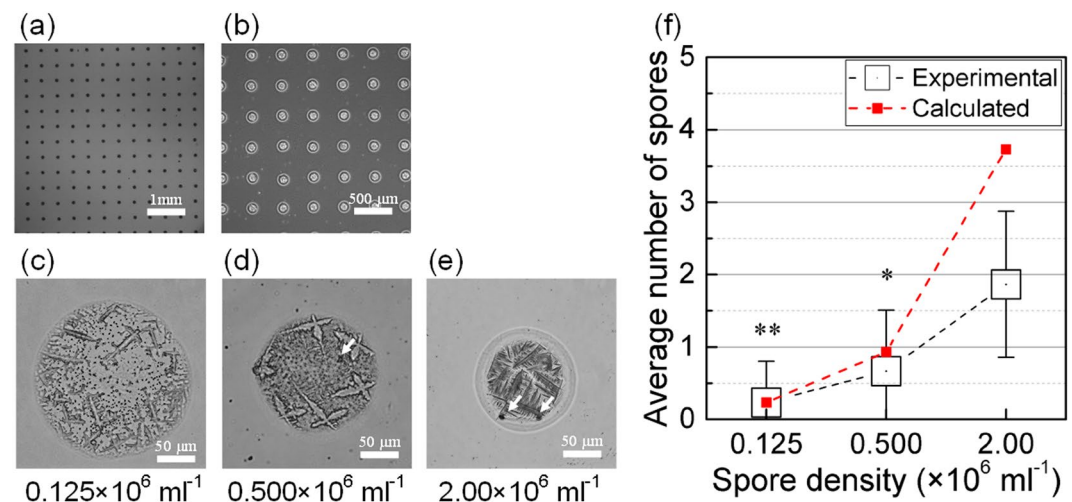 (a)
(b)
1mm
500 μm
(c)
(d)
(e)
50 μm
50 μm
50 μm
0.125×10⁶ ml⁻¹
0.500×10⁶ ml⁻¹
2.00×10⁶ ml⁻¹
(f)
Average number of spores
5
4
3
2
1
0
Experimental
Calculated
**
*
0.125
0.500
2.00
Spore density (×10⁶ ml⁻¹)